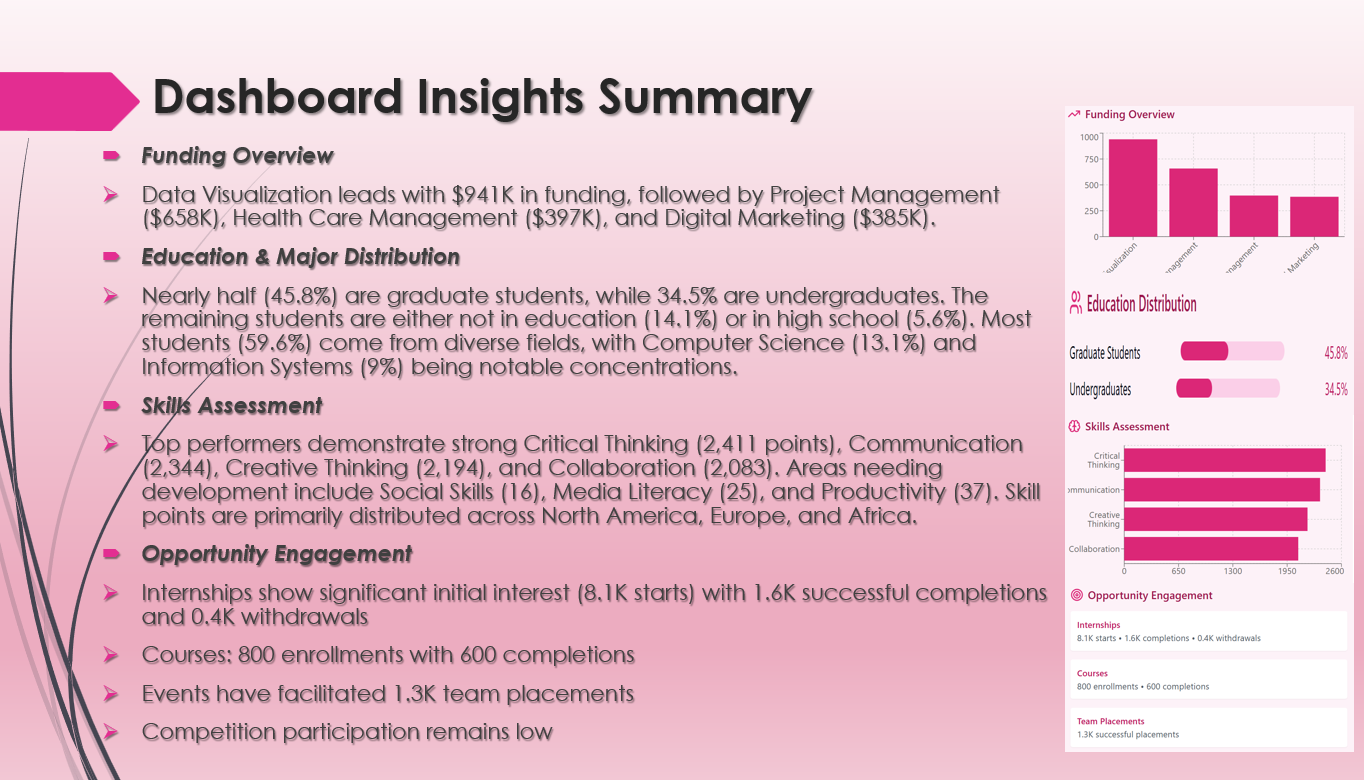 Dashboard Insights Summary
Funding Overview
Data Visualization leads with $941K in funding, followed by Project Management
($658K), Health Care Management ($397K), and Digital Marketing ($385K).
Education & Major Distribution
Nearly half (45.8%) are graduate students, while 34.5% are undergraduates. The
remaining students are either not in education (14.1%) or in high school (5.6%). Most
students (59.6%) come from diverse fields, with Computer Science (13.1%) and
Information Systems (9%) being notable concentrations.
Skills Assessment
Top performers demonstrate strong Critical Thinking (2,411 points), Communication
(2,344), Creative Thinking (2,194), and Collaboration (2,083). Areas needing
development include Social Skills (16), Media Literacy (25), and Productivity (37). Skill
points are primarily distributed across North America, Europe, and Africa.
Opportunity Engagement
Internships show significant initial interest (8.1K starts) with 1.6K successful completions
and 0.4K withdrawals
Courses: 800 enrollments with 600 completions
Events have facilitated 1.3K team placements
Competition participation remains low
Funding Overview
1000
750
500
250
0
sualization
nagement
nagement
Marketing
Education Distribution
Graduate Students 45.8%
Undergraduates 34.5%
Skills Assessment
Critical
Thinking
mmunication
Creative
Thinking
Collaboration
0 650 1300 1950 2600
Opportunity Engagement
Internships
8.1K starts • 1.6K completions • 0.4K withdrawals
Courses
800 enrollments • 600 completions
Team Placements
1.3K successful placements